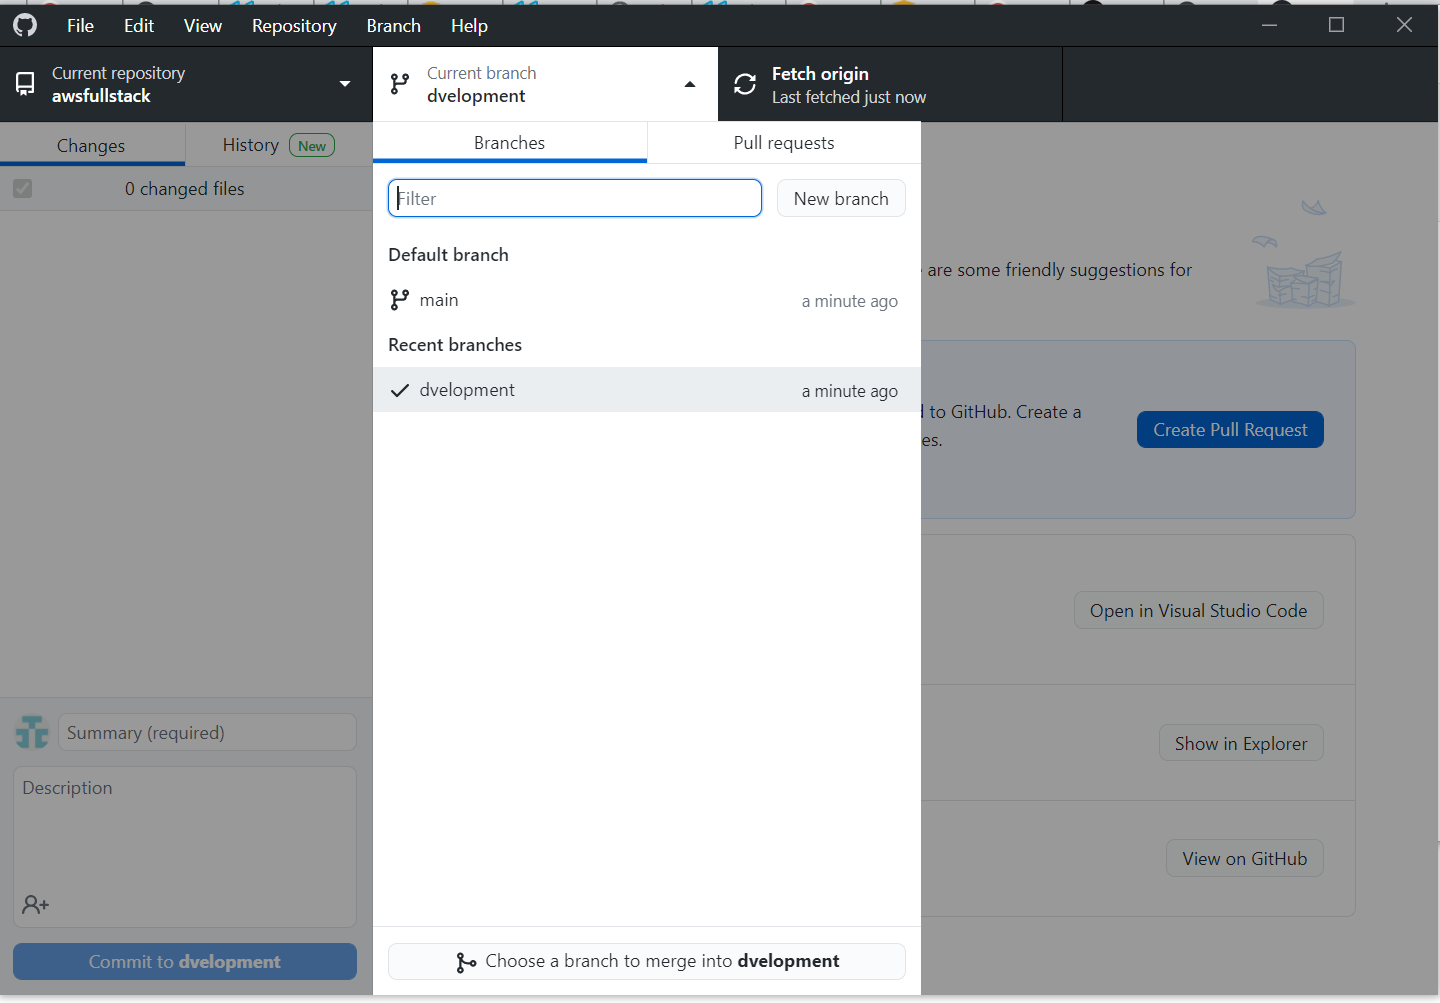 File Edit View Repository Branch Help
Current repository
awsfullstack
Current branch
dvelopment
Fetch origin
Last fetched just now
Changes
History New
0 changed files
Branches
Pull requests
Filter
New branch
Default branch
main a minute ago
Recent branches
dvelopment a minute ago
are some friendly suggestions for
to GitHub. Create a
es.
Create Pull Request
Open in Visual Studio Code
Show in Explorer
View on GitHub
Summary (required)
Description
Commit to dvelopment
Choose a branch to merge into dvelopment